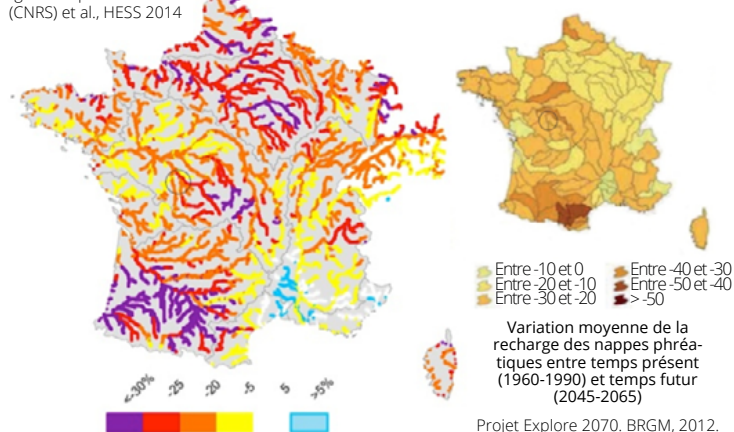 (CNRS) et al., HESS 2014
<-30%
-25
-20
-5
5
>5%
Entre -10 et 0
Entre -20 et -10
Entre -30 et -20
Entre -40 et -30
Entre -50 et -40
> -50
Variation moyenne de la
recharge des nappes phréa-
tiques entre temps présent
(1960-1990) et temps futur
(2045-2065)
Projet Explore 2070. BRGM, 2012.